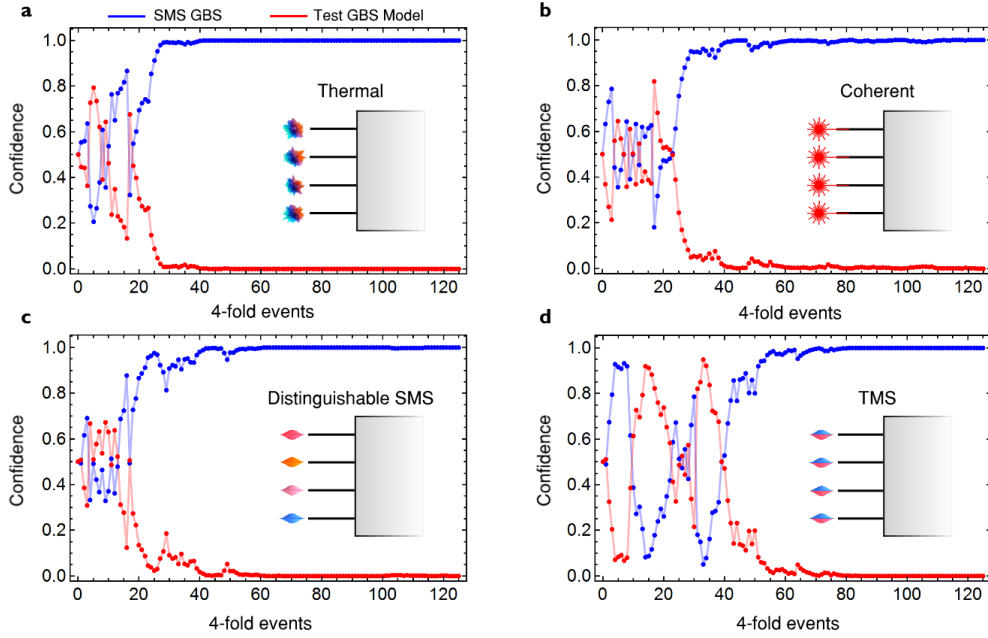 a
SMS GBS
Test GBS Model
Confidence
1.0
0.8
0.6
0.4
0.2
0.0
Thermal
0 20 40 60 80 100 120
4-fold events
b
Confidence
1.0
0.8
0.6
0.4
0.2
0.0
Coherent
0 20 40 60 80 100 120
4-fold events
c
Confidence
1.0
0.8
0.6
0.4
0.2
0.0
Distinguishable SMS
0 20 40 60 80 100 120
4-fold events
d
Confidence
1.0
0.8
0.6
0.4
0.2
0.0
TMS
0 20 40 60 80 100 120
4-fold events